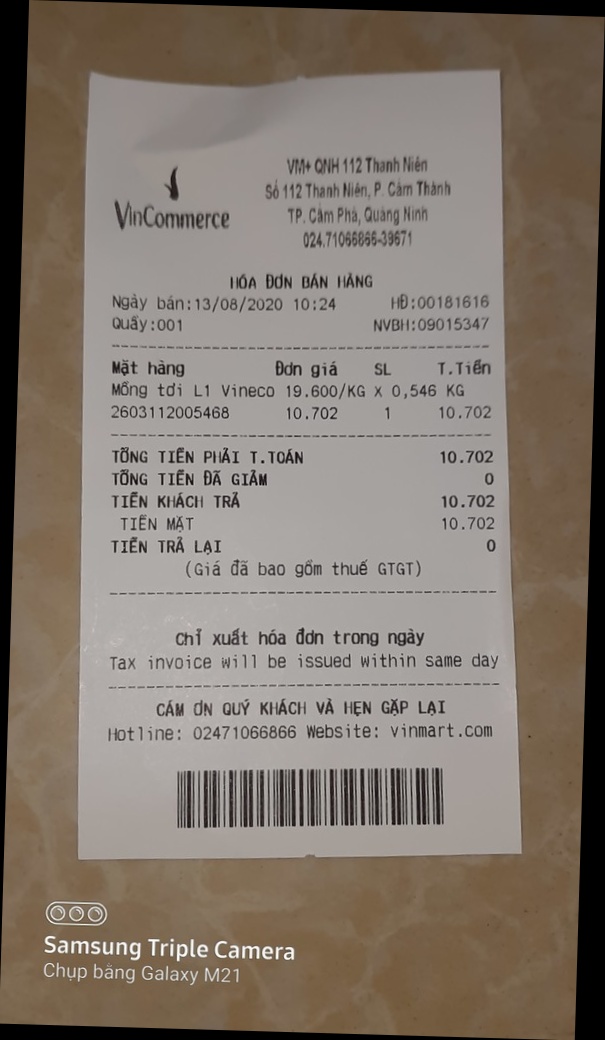 VinCommerce
VM+ QNH 112 Thanh Niên
Số 112 Thanh Niên, P. Cẩm Thành
TP. Cẩm Phả, Quảng Ninh
024.71066866-39671
HÓA ĐƠN BÁN HÀNG
Ngày bán:13/08/2020 10:24 HĐ:00181616
Quầy:001 NVBH:09015347
Mặt hàng Đơn giá SL T.Tiền
Mồng tơi L1 Vineco 19.600/KG X 0,546 KG
2603112005468 10.702 1 10.702
TỔNG TIỀN PHẢI T.TOÁN 10.702
TỔNG TIỀN ĐÃ GIẢM 0
TIỀN KHÁCH TRẢ 10.702
TIỀN MẶT 10.702
TIỀN TRẢ LẠI 0
(Giá đã bao gồm thuế GTGT)
Chỉ xuất hóa đơn trong ngày
Tax invoice will be issued within same day
CẢM ƠN QUÝ KHÁCH VÀ HẸN GẶP LẠI
Hotline: 02471066866 Website: vinmart.com
Samsung Triple Camera
Chụp bằng Galaxy M21